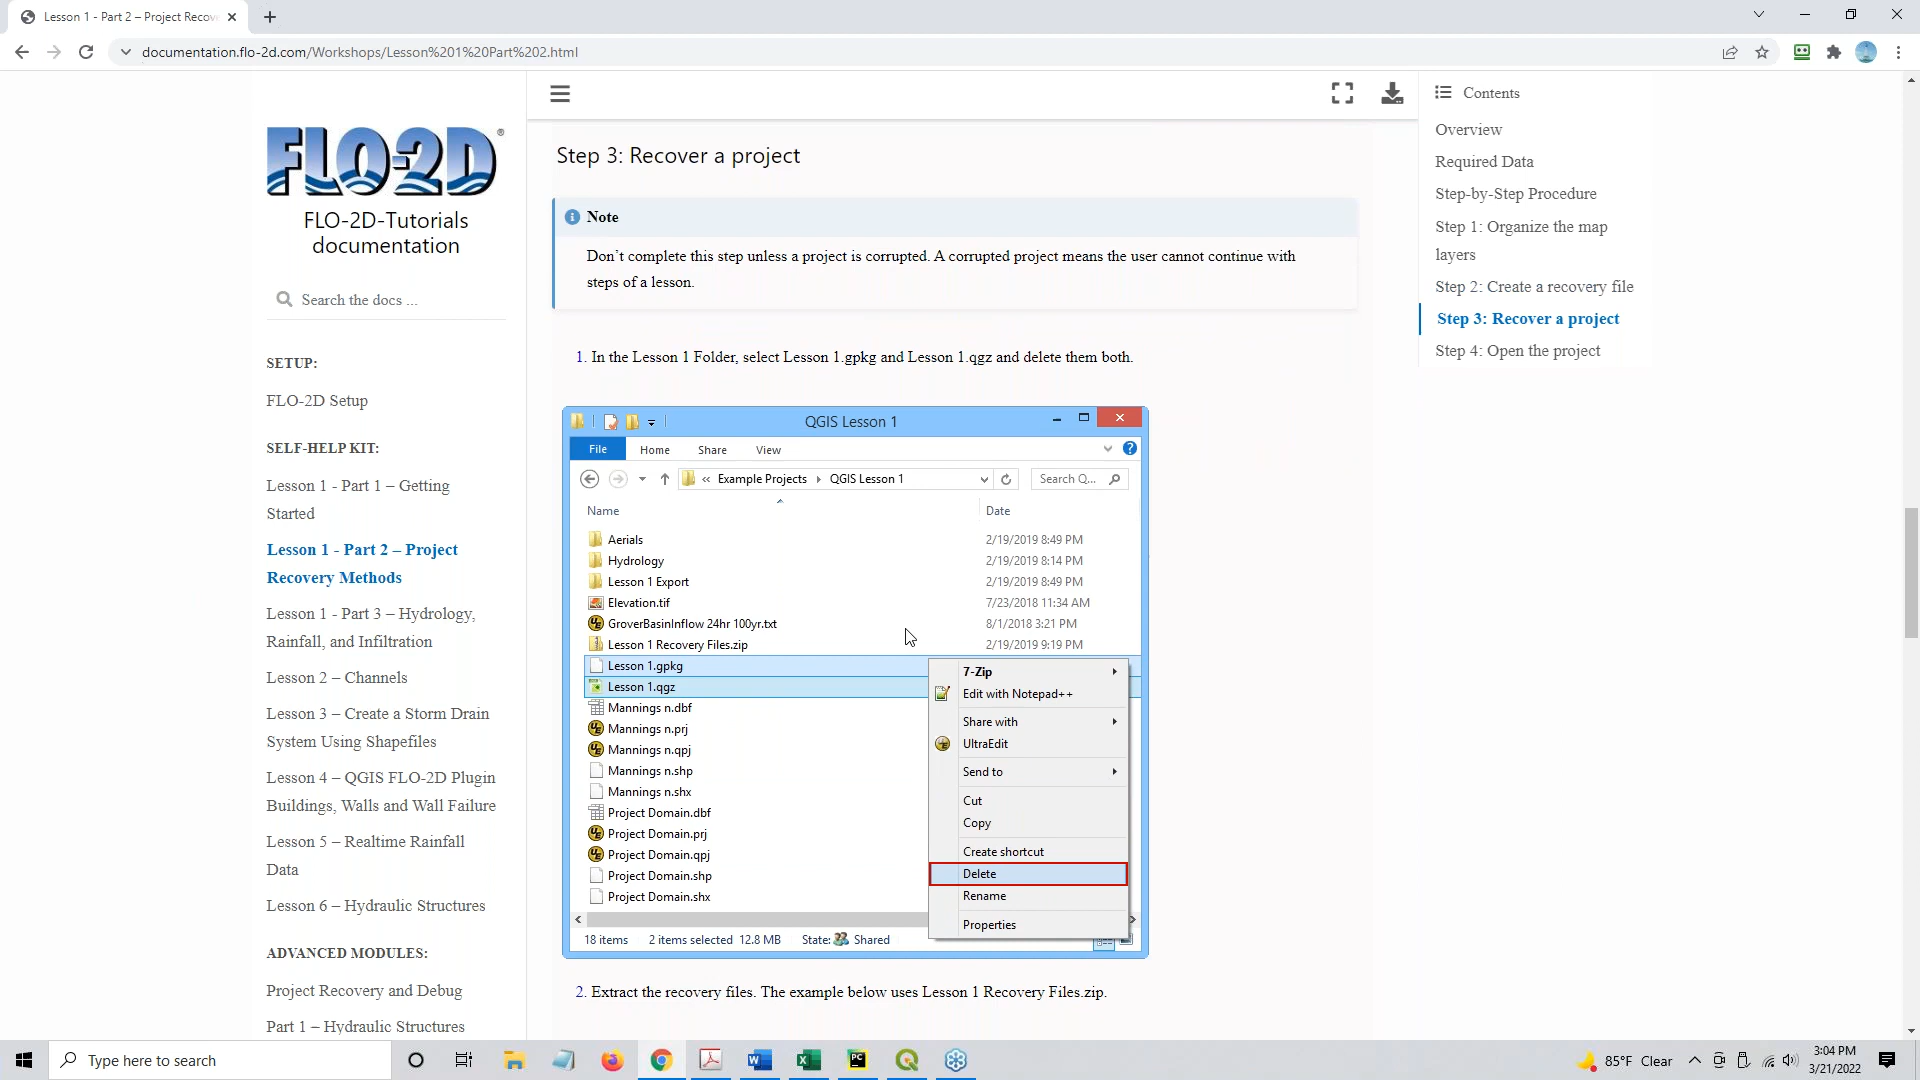 Lesson 1 - Part 2 – Project Recov
documentation.flo-2d.com/Workshops/Lesson%201%20Part%202.html
FLO-2D®
FLO-2D-Tutorials
documentation
Search the docs ...
SETUP:
FLO-2D Setup
SELF-HELP KIT:
Lesson 1 - Part 1 – Getting
Started
Lesson 1 - Part 2 – Project
Recovery Methods
Lesson 1 - Part 3 – Hydrology,
Rainfall, and Infiltration
Lesson 2 – Channels
Lesson 3 – Create a Storm Drain
System Using Shapefiles
Lesson 4 – QGIS FLO-2D Plugin
Buildings, Walls and Wall Failure
Lesson 5 – Realtime Rainfall
Data
Lesson 6 – Hydraulic Structures
ADVANCED MODULES:
Project Recovery and Debug
Part 1 – Hydraulic Structures
Step 3: Recover a project
Note
Don't complete this step unless a project is corrupted. A corrupted project means the user cannot continue with
steps of a lesson.
1. In the Lesson 1 Folder, select Lesson 1.gpkg and Lesson 1.qgz and delete them both.
QGIS Lesson 1
File Home Share View
« Example Projects QGIS Lesson 1 Search Q...
Name Date
Aerials 2/19/2019 8:49 PM
Hydrology 2/19/2019 8:14 PM
Lesson 1 Export 2/19/2019 8:49 PM
Elevation.tif 7/23/2018 11:34 AM
GroverBasinInflow 24hr 100yr.txt 8/1/2018 3:21 PM
Lesson 1 Recovery Files.zip 2/19/2019 9:19 PM
Lesson 1.gpkg
Lesson 1.qgz
Mannings n.dbf
Mannings n.prj
Mannings n.qpj
Mannings n.shp
Mannings n.shx
Project Domain.dbf
Project Domain.prj
Project Domain.qpj
Project Domain.shp
Project Domain.shx
7-Zip
Edit with Notepad++
Share with
UltraEdit
Send to
Cut
Copy
Create shortcut
Delete
Rename
Properties
18 items 2 items selected 12.8 MB State: Shared
2. Extract the recovery files. The example below uses Lesson 1 Recovery Files.zip.
Contents
Overview
Required Data
Step-by-Step Procedure
Step 1: Organize the map
layers
Step 2: Create a recovery file
Step 3: Recover a project
Step 4: Open the project
Type here to search
85°F Clear
3:04 PM
3/21/2022